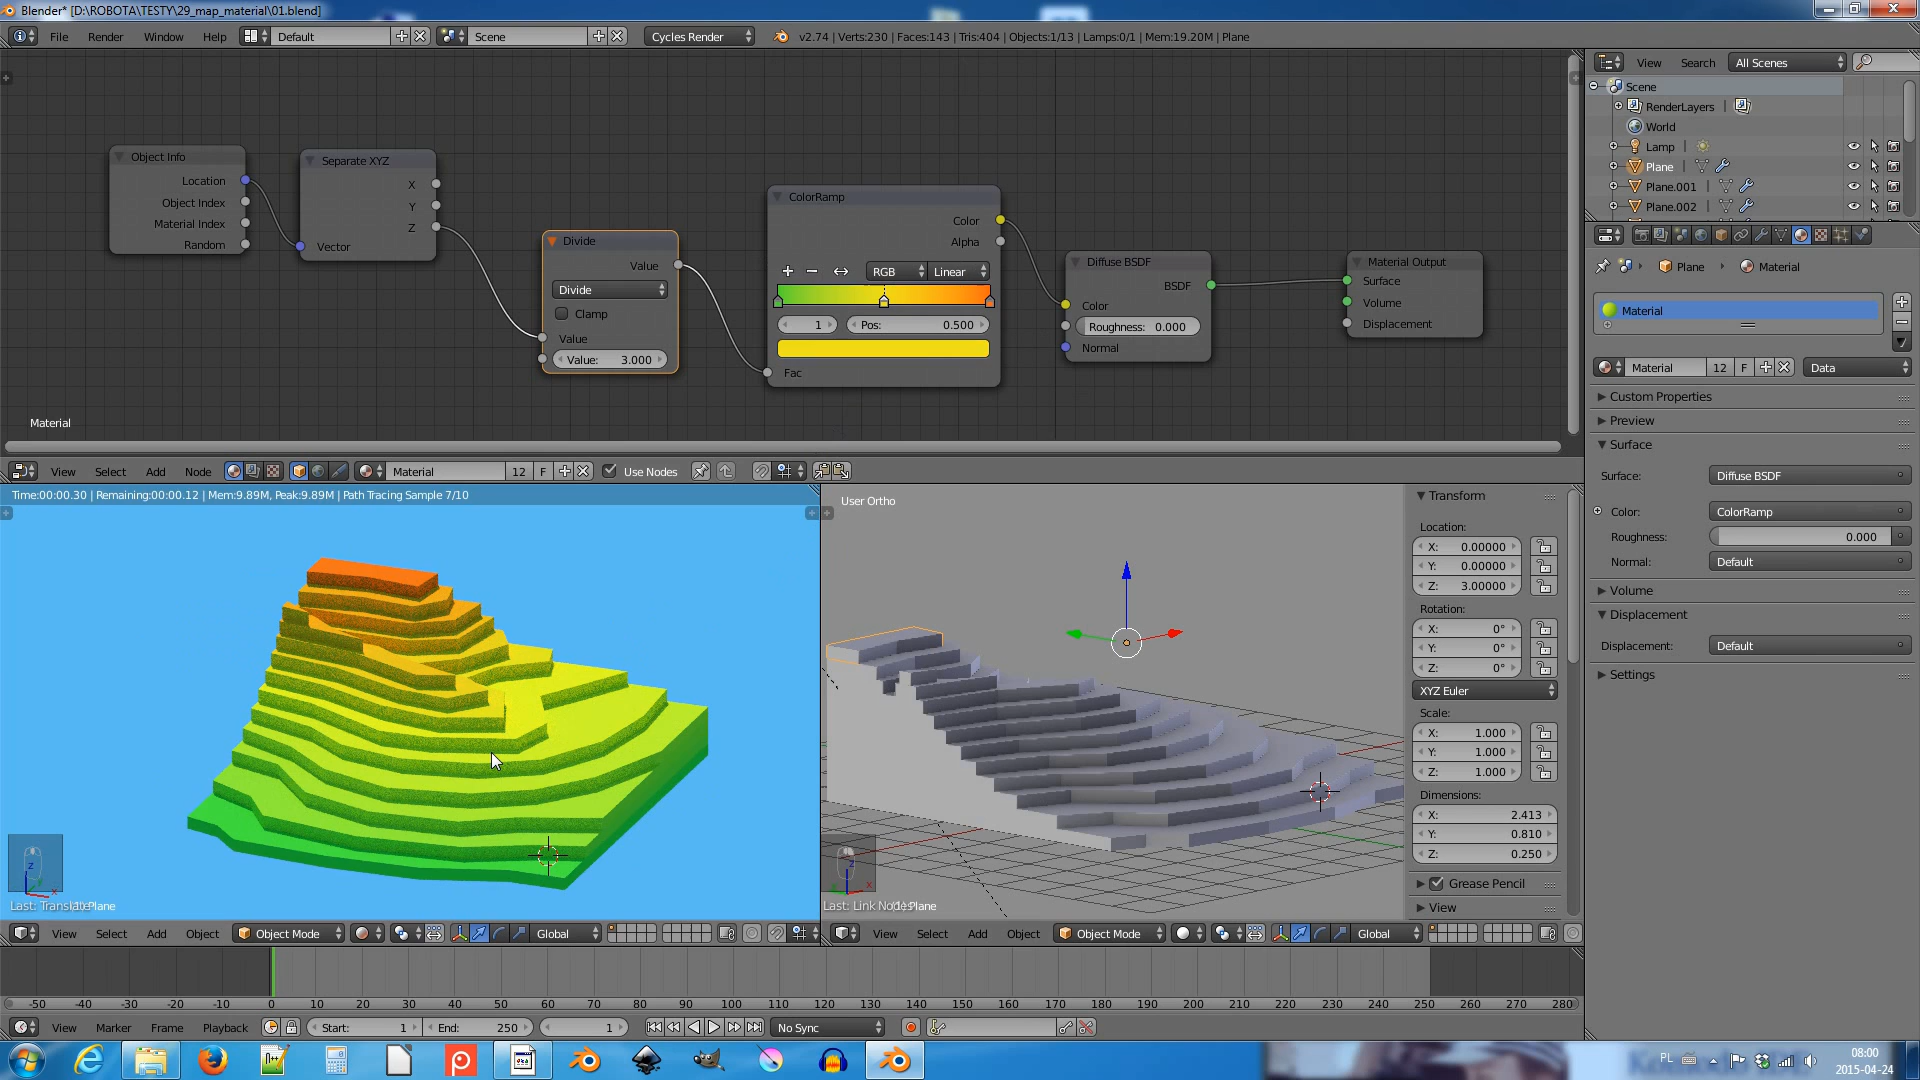 Blender* [D:\ROBOTA\TESTY\29_map_material\01.blend]
File Render Window Help Default Scene Cycles Render v2.74 | Verts:230 | Faces:143 | Tris:404 | Objects:1/13 | Lamps:0/1 | Mem:19.20M | Plane
View Search All Scenes
Scene
RenderLayers |
World
Lamp |
Plane |
Plane.001 |
Plane.002 |
Object Info
Location
Object Index
Material Index
Random
Separate XYZ
X
Y
Z
Vector
Divide
Value
Divide
Clamp
Value
Value: 3.000
ColorRamp
Color
Alpha
RGB Linear
1 Pos: 0.500
Fac
Diffuse BSDF
BSDF
Color
Roughness: 0.000
Normal
Material Output
Surface
Volume
Displacement
Material
View Select Add Node Material 12 F Use Nodes
Plane Material
Material
Material 12 F Data
Custom Properties
Preview
Surface
Surface: Diffuse BSDF
Color: ColorRamp
Roughness: 0.000
Normal: Default
Volume
Displacement
Displacement: Default
Settings
Time:00:00.30 | Remaining:00:00.12 | Mem:9.89M, Peak:9.89M | Path Tracing Sample 7/10
User Ortho
Transform
Location:
X: 0.00000
Y: 0.00000
Z: 3.00000
Rotation:
X: 0°
Y: 0°
Z: 0°
XYZ Euler
Scale:
X: 1.000
Y: 1.000
Z: 1.000
Dimensions:
X: 2.413
Y: 0.810
Z: 0.250
Grease Pencil
View
View Select Add Object Object Mode Global
View Select Add Object Object Mode Global
-50 -40 -30 -20 -10 0 10 20 30 40 50 60 70 80 90 100 110 120 130 140 150 160 170 180 190 200 210 220 230 240 250 260 270 280
View Marker Frame Playback Start: 1 End: 250 1 No Sync
PL 08:00
2015-04-24